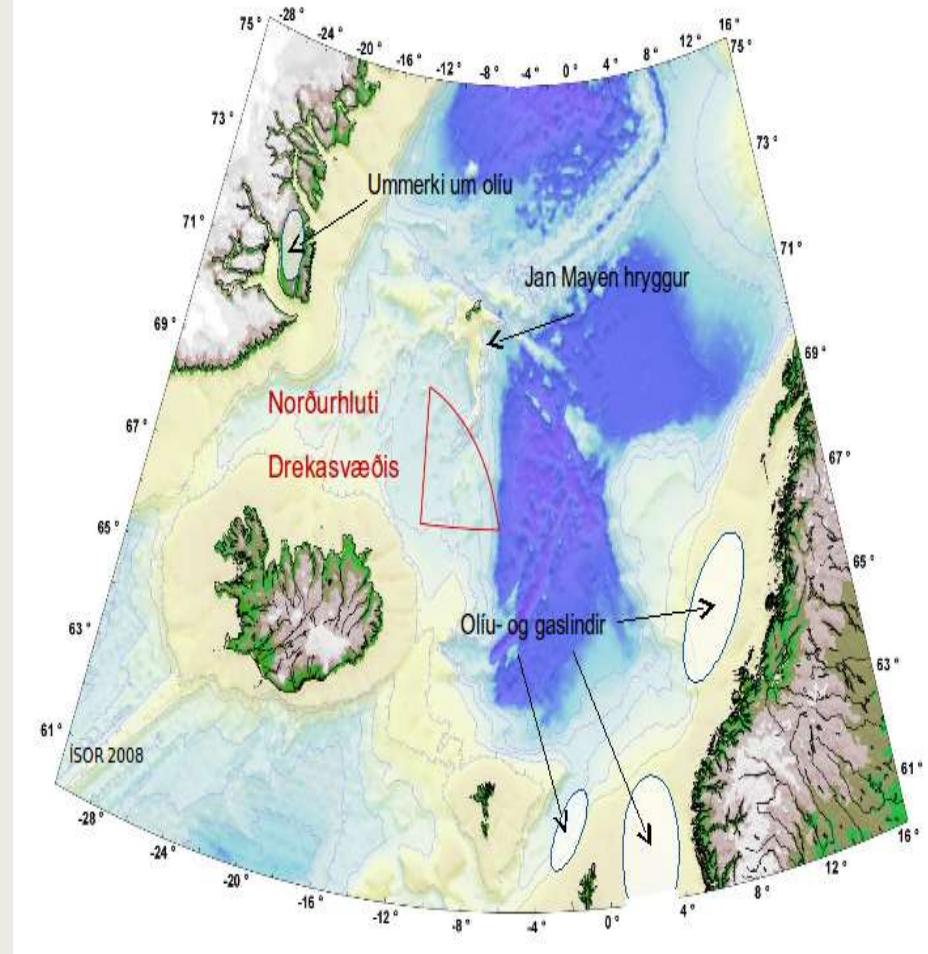 -28° -24° -20° -16° -12° -8° -4° 0° 4° 8° 12° 16°
75° 75°
73° 73°
Ummerki um olíu
71° 71°
Jan Mayen hryggur
69° 69°
Norðurhluti
Drekasvæðis
67° 67°
65° 65°
Olíu- og gaslindir
63° 63°
61° 61°
ÍSOR 2008
-28° -24° -20° -16° -12° -8° -4° 0° 4° 8° 12° 16°